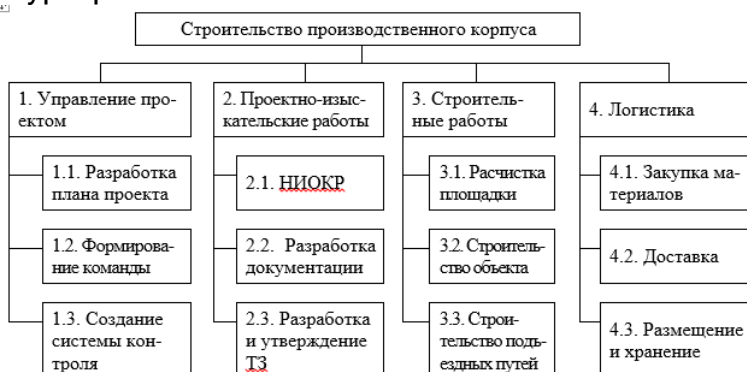 Строительство производственного корпуса
1. Управление про-
ектом
2. Проектно-изыс-
кательские работы
3. Строитель-
ные работы
4. Логистика
1.1. Разработка
плана проекта
2.1. НИОКР
3.1. Расчистка
площадки
4.1. Закупка ма-
териалов
1.2. Формирова-
ние команды
2.2. Разработка
документации
3.2. Строитель-
ство объекта
4.2. Доставка
1.3. Создание
системы кон-
троля
2.3. Разработка
и утверждение
ТЗ
3.3. Строи-
тельство подъ-
ездных путей
4.3. Размещение
и хранение